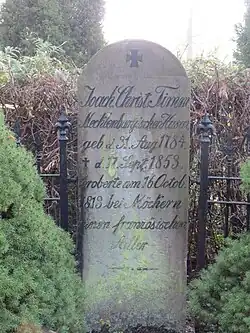 Joach Christ Timm
Mecklenburgischer Husar
geb d. 31. Aug 1784
† d. 17. Sept. 1853
eroberte am 16 Octob.
1813 bei Möckern
einen französischen
Adler